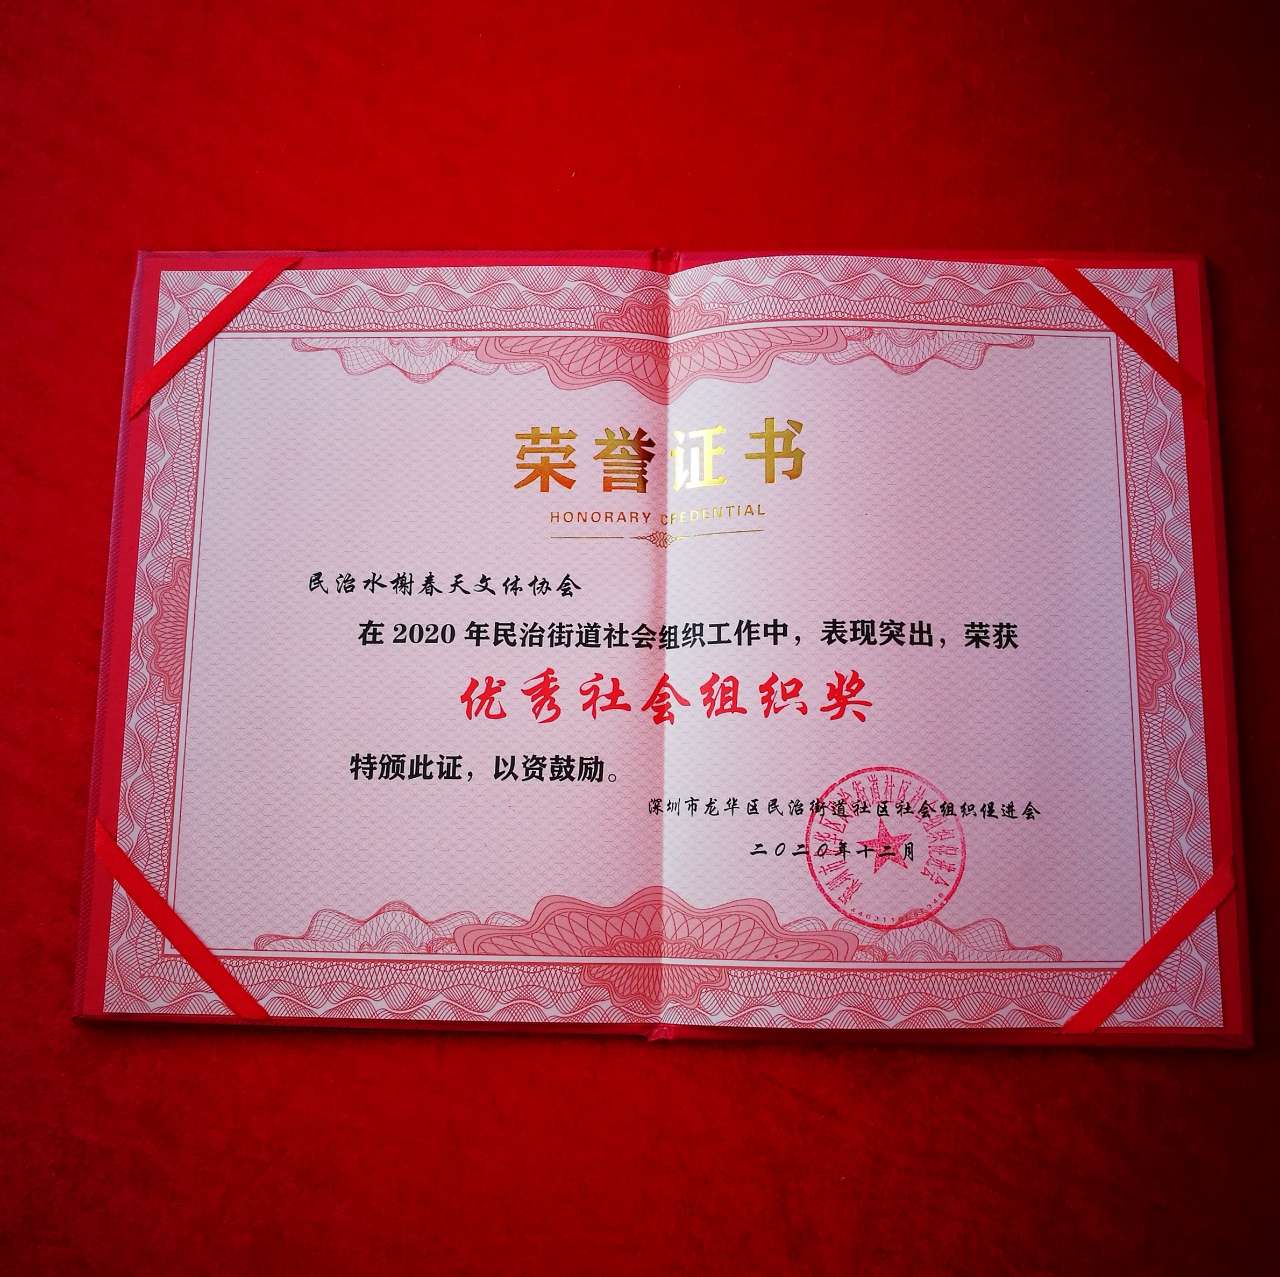 荣誉证书
HONORARY CREDENTIAL
民治水榭春天文体协会
在2020年民治街道社会组织工作中，表现突出，荣获
优秀社会组织奖
特颁此证，以资鼓励。
深圳市龙华区民治街道社区社会组织促进会
二〇二〇年十二月